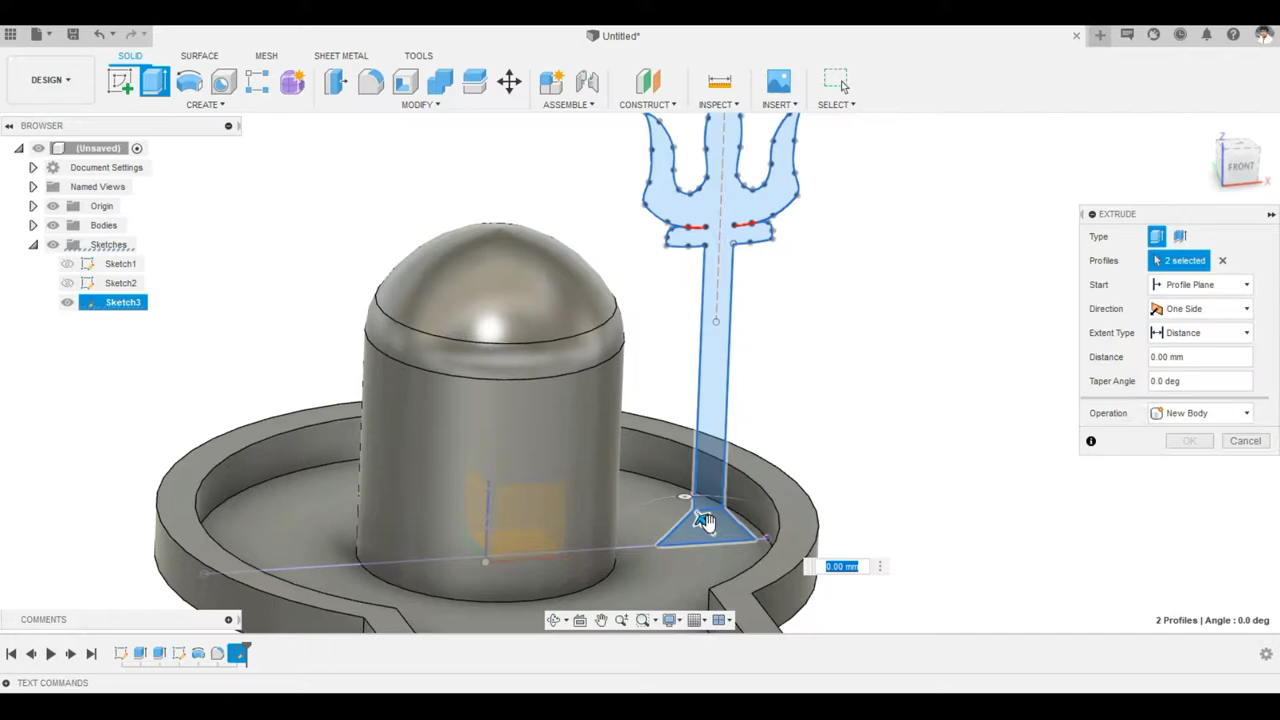 Untitled*
SOLID SURFACE MESH SHEET METAL TOOLS
DESIGN
CREATE MODIFY ASSEMBLE CONSTRUCT INSPECT INSERT SELECT
BROWSER
(Unsaved)
Document Settings
Named Views
Origin
Bodies
Sketches
Sketch1
Sketch2
Sketch3
Z
FRONT
X
EXTRUDE
Type
Profiles 2 selected
Start Profile Plane
Direction One Side
Extent Type Distance
Distance 0.00 mm
Taper Angle 0.0 deg
Operation New Body
OK Cancel
0.00 mm
COMMENTS
2 Profiles | Angle : 0.0 deg
TEXT COMMANDS